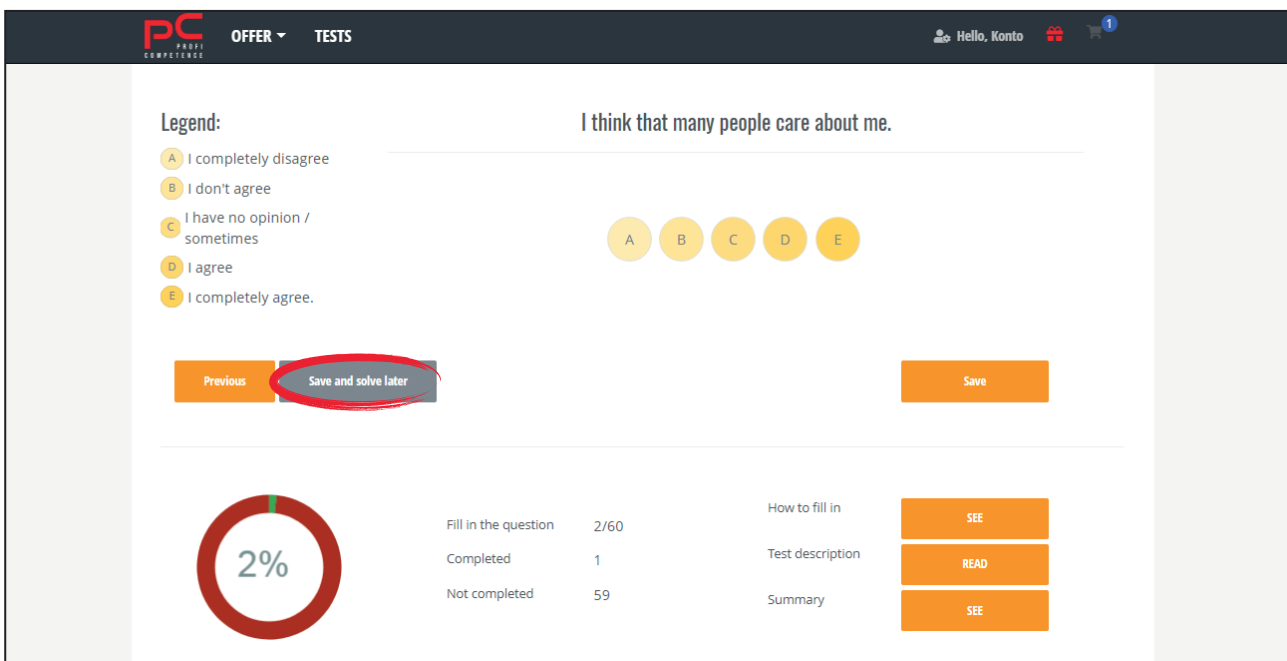 PC
PROFI
COMPETENCE
OFFER
TESTS
Hello, Konto
1
Legend:
A I completely disagree
B I don't agree
C I have no opinion /
sometimes
D I agree
E I completely agree.
I think that many people care about me.
A B C D E
Previous
Save and solve later
Save
2%
Fill in the question 2/60
Completed 1
Not completed 59
How to fill in SEE
Test description READ
Summary SEE